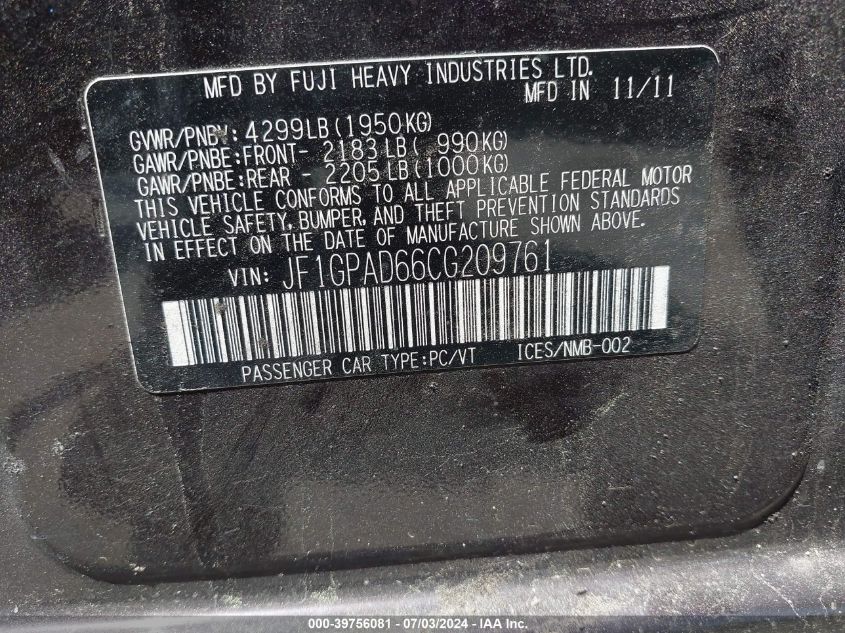 MFD BY FUJI HEAVY INDUSTRIES LTD.
MFD IN 11/11
GVWR/PNBV:4299LB(1950KG)
GAWR/PNBE:FRONT- 2183LB( 990KG)
GAWR/PNBE:REAR - 2205LB(1000KG)
THIS VEHICLE CONFORMS TO ALL APPLICABLE FEDERAL MOTOR
VEHICLE SAFETY, BUMPER, AND THEFT PREVENTION STANDARDS
IN EFFECT ON THE DATE OF MANUFACTURE SHOWN ABOVE.
VIN: JF1GPAD66CG209761
PASSENGER CAR TYPE:PC/VT ICES/NMB-002
000-39756081 - 07/03/2024 - IAA Inc.